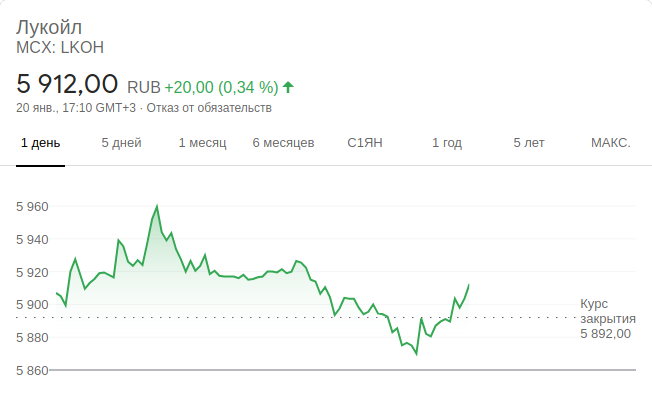 Лукойл
MCX: LKOH
5 912,00 RUB +20,00 (0,34 %)
20 янв., 17:10 GMT+3 · Отказ от обязательств
1 день 5 дней 1 месяц 6 месяцев С1ЯН 1 год 5 лет МАКС.
5 960
5 940
5 920
5 900
Курс
закрытия
5 892,00
5 880
5 860